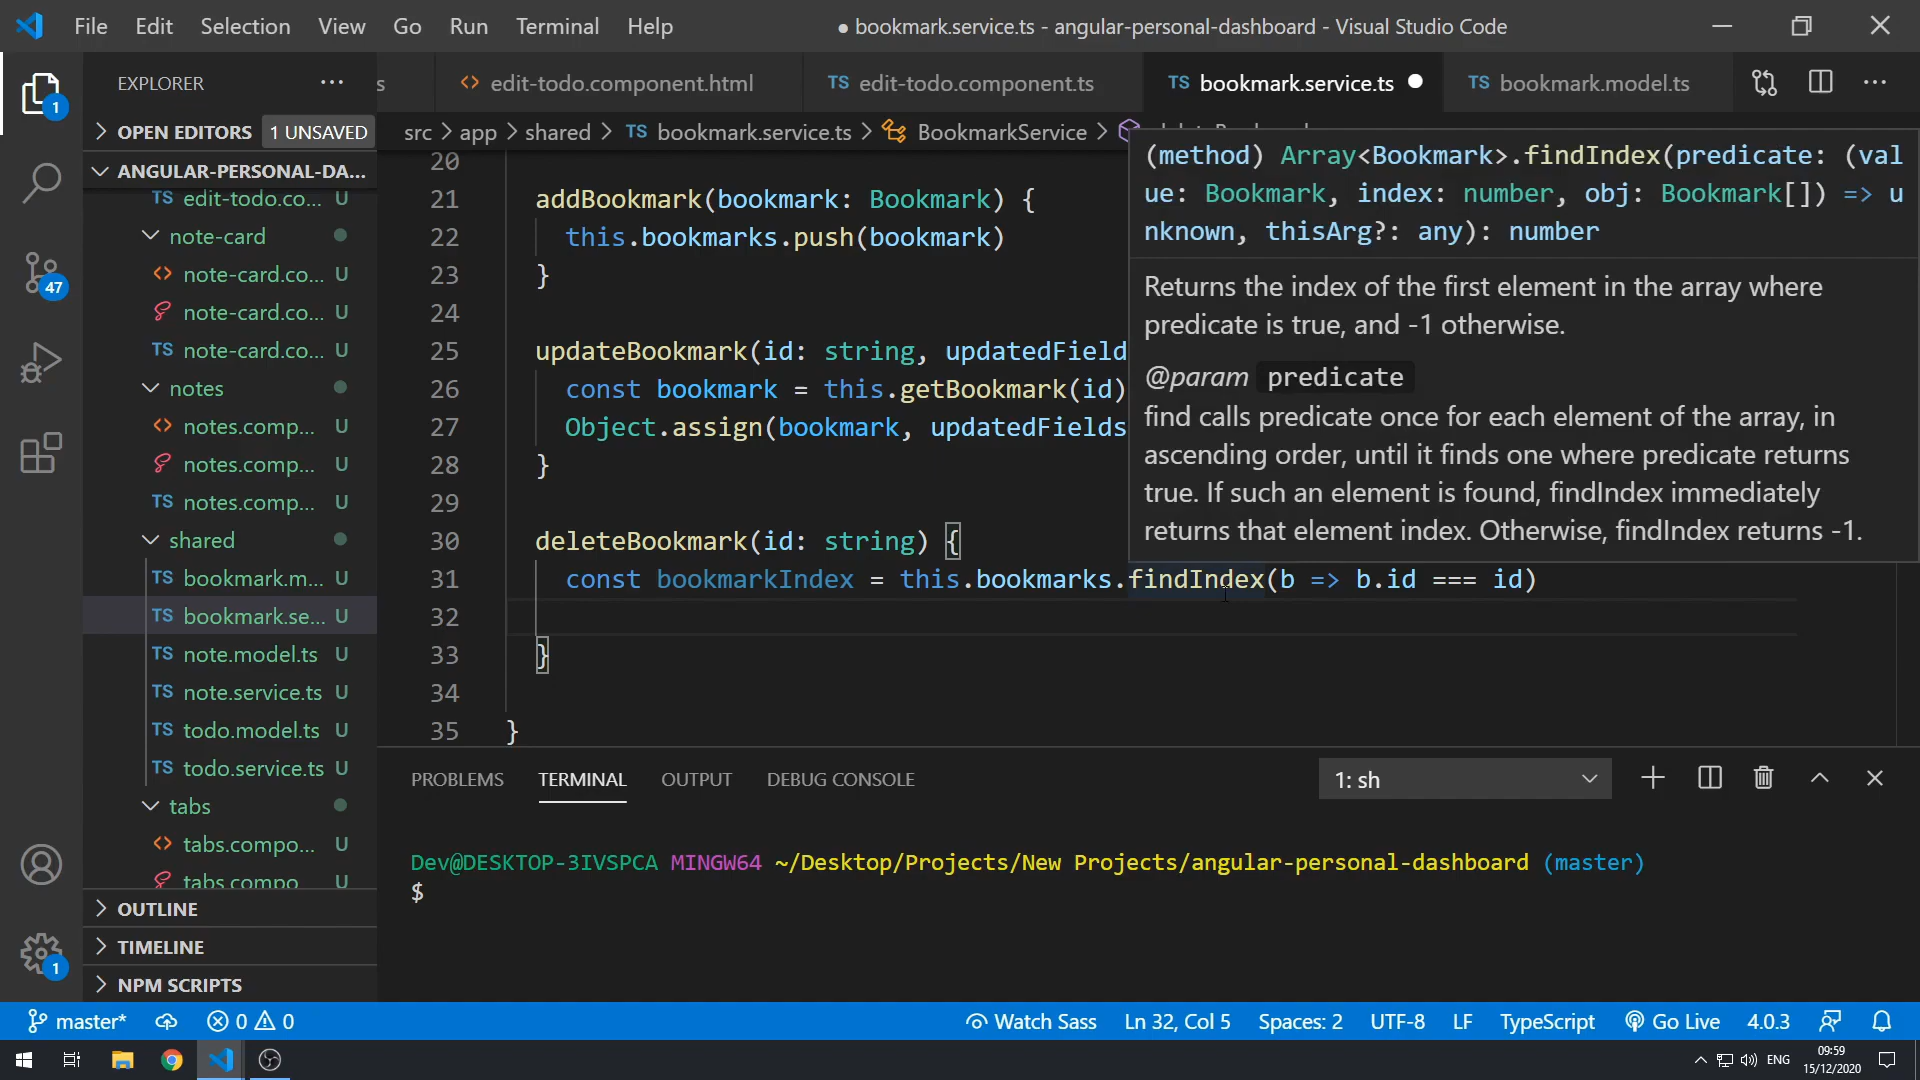 File Edit Selection View Go Run Terminal Help
● bookmark.service.ts - angular-personal-dashboard - Visual Studio Code
EXPLORER
s
<> edit-todo.component.html
TS edit-todo.component.ts
TS bookmark.service.ts ●
TS bookmark.model.ts
OPEN EDITORS 1 UNSAVED
src > app > shared > TS bookmark.service.ts > BookmarkService >
ANGULAR-PERSONAL-DA...
TS edit-todo.co... U
note-card
<> note-card.co... U
note-card.co... U
TS note-card.co... U
notes
<> notes.comp... U
notes.comp... U
TS notes.comp... U
shared
TS bookmark.m... U
TS bookmark.se... U
TS note.model.ts U
TS note.service.ts U
TS todo.model.ts U
TS todo.service.ts U
tabs
<> tabs.compo... U
tabs.compo U
OUTLINE
TIMELINE
NPM SCRIPTS
1
47
1
20
21 addBookmark(bookmark: Bookmark) {
22 this.bookmarks.push(bookmark)
23 }
24
25 updateBookmark(id: string, updatedField
26 const bookmark = this.getBookmark(id)
27 Object.assign(bookmark, updatedFields
28 }
29
30 deleteBookmark(id: string) {
31 const bookmarkIndex = this.bookmarks.findIndex(b => b.id === id)
32
33 }
34
35 }
(method) Array<Bookmark>.findIndex(predicate: (val
ue: Bookmark, index: number, obj: Bookmark[]) => u
nknown, thisArg?: any): number
Returns the index of the first element in the array where
predicate is true, and -1 otherwise.
@param predicate
find calls predicate once for each element of the array, in
ascending order, until it finds one where predicate returns
true. If such an element is found, findIndex immediately
returns that element index. Otherwise, findIndex returns -1.
PROBLEMS TERMINAL OUTPUT DEBUG CONSOLE
1: sh
Dev@DESKTOP-3IVSPCA MINGW64 ~/Desktop/Projects/New Projects/angular-personal-dashboard (master)
$
master* 0 0
Watch Sass Ln 32, Col 5 Spaces: 2 UTF-8 LF TypeScript Go Live 4.0.3
ENG
09:59
15/12/2020